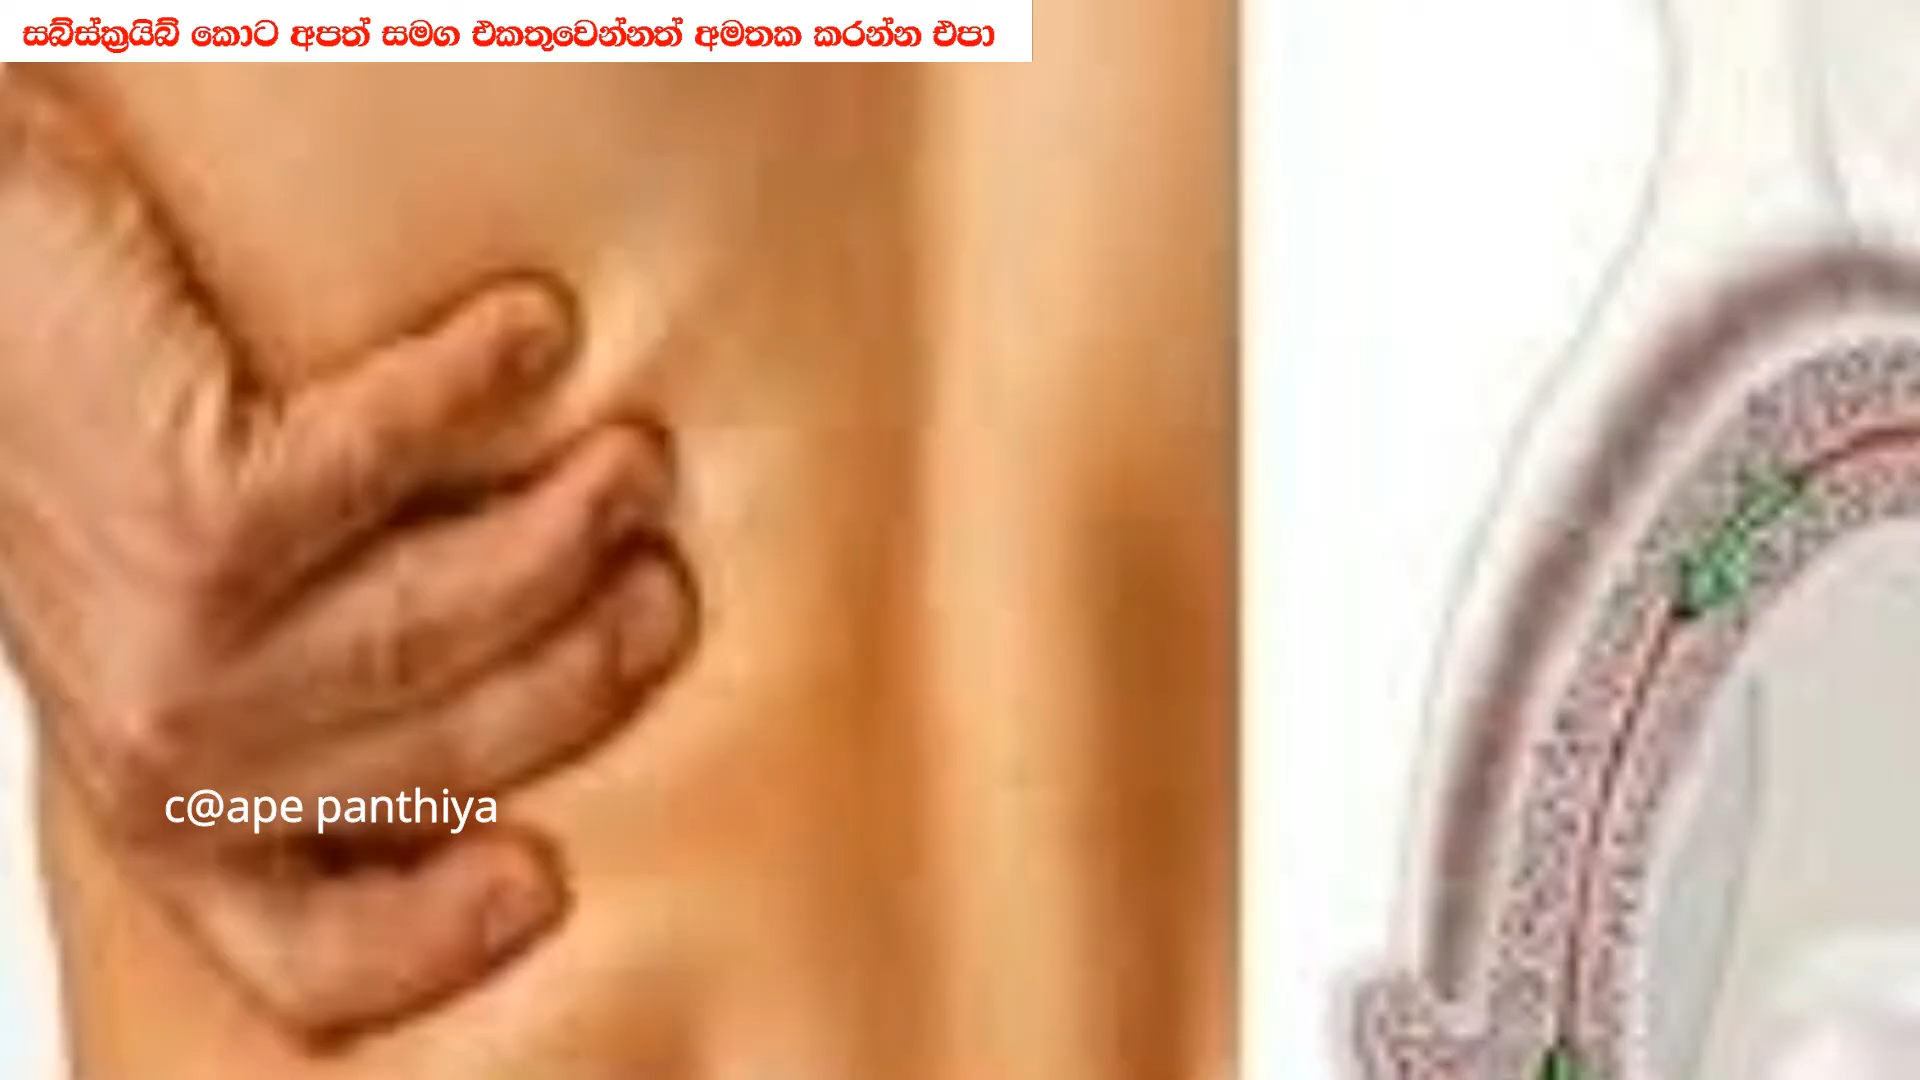 සබ්ස්ක්‍රයිබ් කොට අපත් සමග එකතුවෙන්නත් අමතක කරන්න එපා
c@ape panthiya